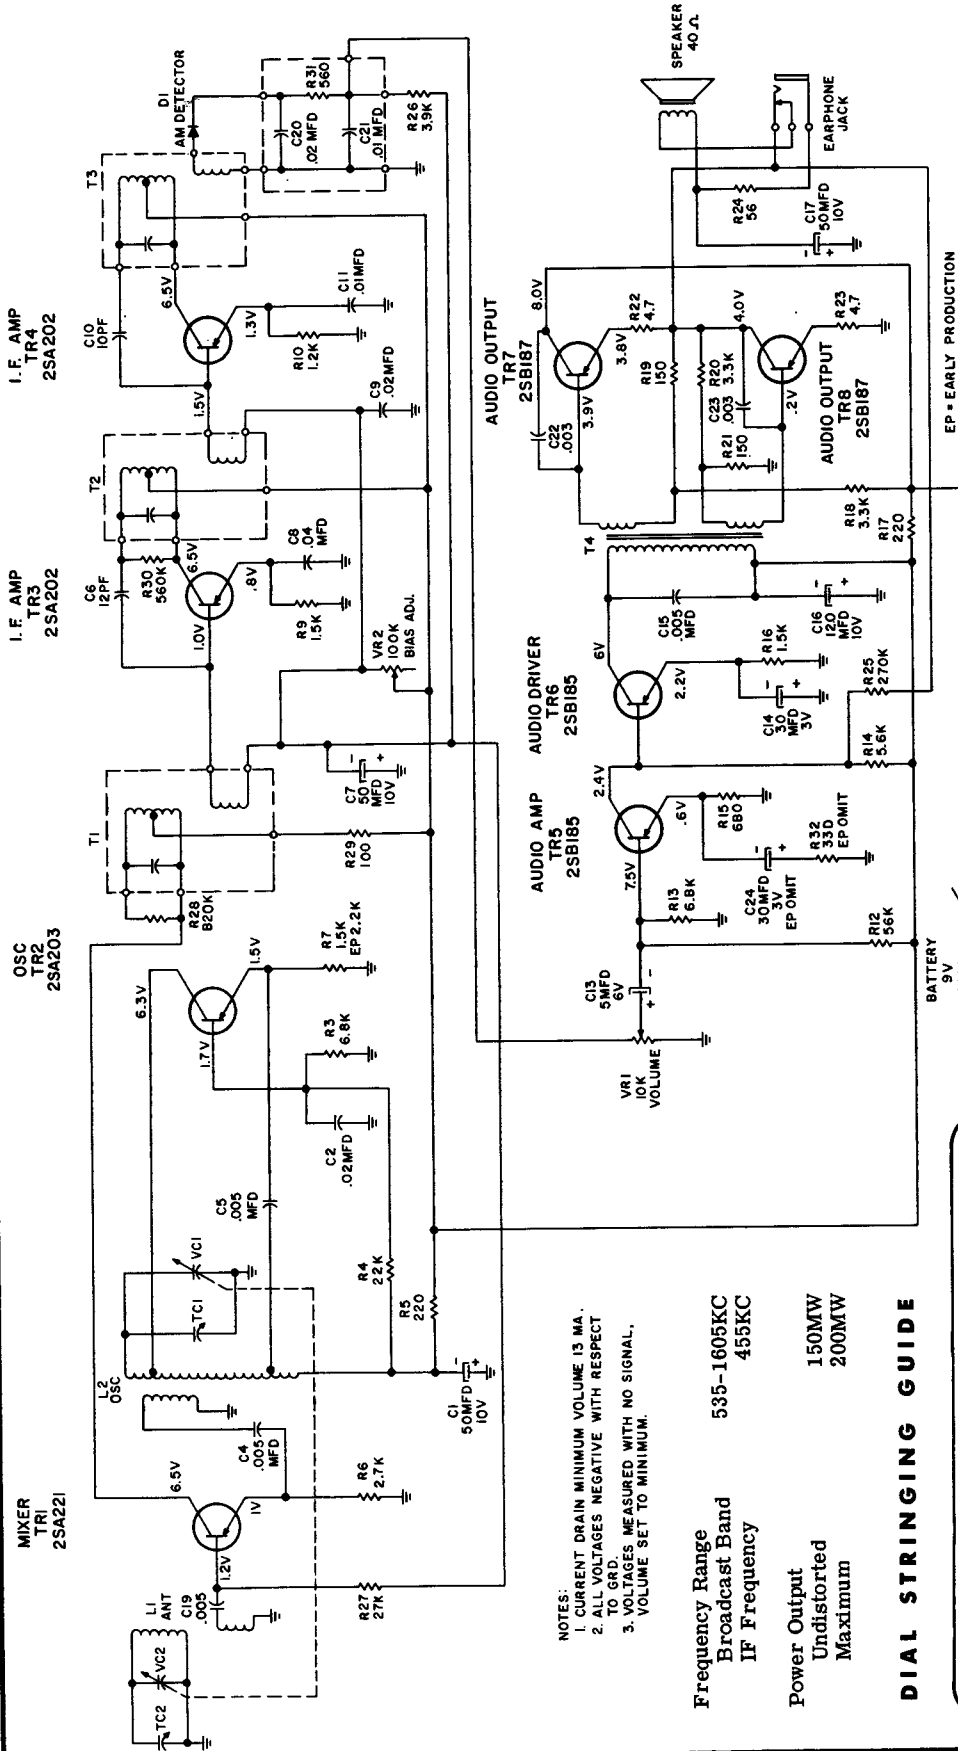 MIXER
TR1
2SA221
OSC
TR2
2SA203
I.F. AMP
TR3
2SA202
I.F. AMP
TR4
2SA202
L1
ANT
VC2
TC2
C19
.005
1.2V
6.5V
1V
R27
27K
R6
2.7K
C4
.005
MFD
L2
OSC
TC1
VC1
C1
50MFD
10V
R5
220
R4
22K
C5
.005
MFD
C2
.02MFD
R3
6.8K
6.3V
1.7V
1.5V
R7
1.5K
EP 2.2K
R28
820K
T1
R29
100
C7
50
MFD
10V
VR2
100K
BIAS ADJ.
C6
12PF
R30
560K
6.5V
1.0V
.8V
R9
1.5K
C8
.04
MFD
T2
C9
.02MFD
C10
10PF
1.5V
6.5V
1.3V
R10
1.2K
C11
.01MFD
T3
D1
AM DETECTOR
C20
.02 MFD
R31
560
C21
.01 MFD
R26
3.9K
AUDIO AMP
TR5
2SB185
AUDIO DRIVER
TR6
2SB185
AUDIO OUTPUT
TR7
2SB187
AUDIO OUTPUT
TR8
2SB187
VR1
10K
VOLUME
C13
5MFD
6V
7.5V
2.4V
.6V
R13
6.8K
R12
56K
R15
680
C24
30MFD
3V
EP OMIT
R32
33D
EP OMIT
R14
5.6K
R25
270K
6V
2.2V
C14
30
MFD
3V
R16
1.5K
C15
.005
MFD
C16
120
MFD
10V
T4
R17
220
R18
3.3K
C22
.003
3.9V
8.0V
3.8V
R22
4.7
R19
150
R20
3.3K
C23
.003
R21
150
4.0V
.2V
R23
4.7
R24
56
C17
50MFD
10V
SPEAKER
40 Ω
EARPHONE
JACK
EP = EARLY PRODUCTION
BATTERY
9V
NOTES:
1. CURRENT DRAIN MINIMUM VOLUME 13 MA.
2. ALL VOLTAGES NEGATIVE WITH RESPECT
TO GRD.
3. VOLTAGES MEASURED WITH NO SIGNAL,
VOLUME SET TO MINIMUM.
Frequency Range
Broadcast Band 535-1605KC
IF Frequency 455KC
Power Output
Undistorted 150MW
Maximum 200MW
DIAL STRINGING GUIDE